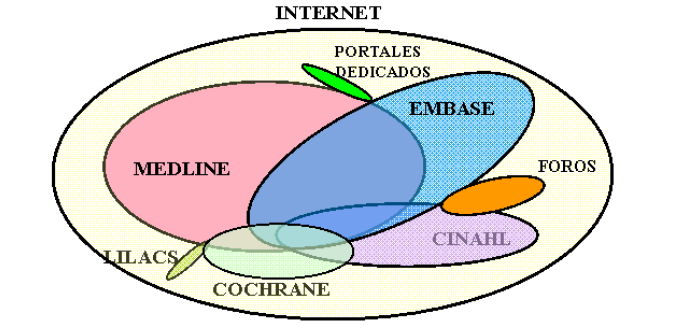 INTERNET
PORTALES
DEDICADOS
EMBASE
MEDLINE
FOROS
CINAHL
LILACS
COCHRANE